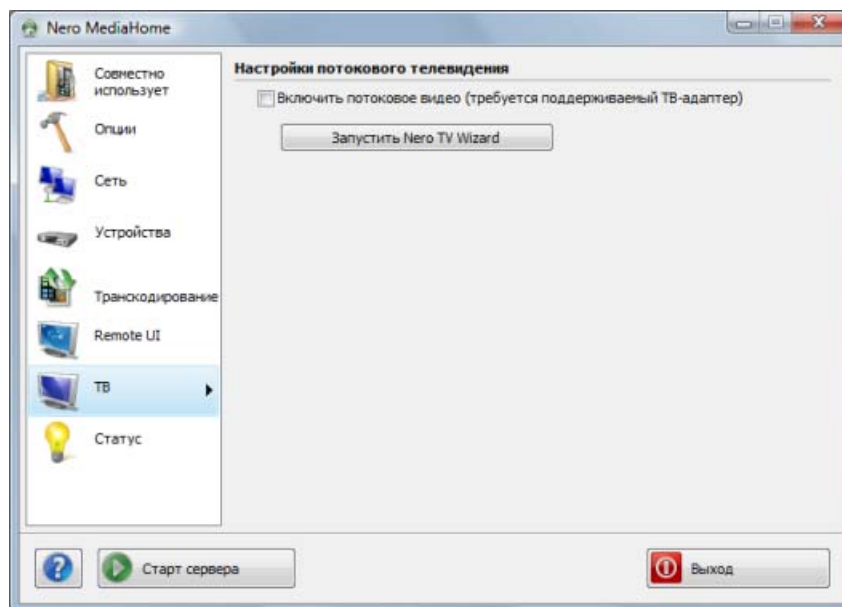 Nero MediaHome
Совместно
использует
Опции
Сеть
Устройства
Транскодирование
Remote UI
ТВ
Статус
Настройки потокового телевидения
Включить потоковое видео (требуется поддерживаемый ТВ-адаптер)
Запустить Nero TV Wizard
Старт сервера
Выход